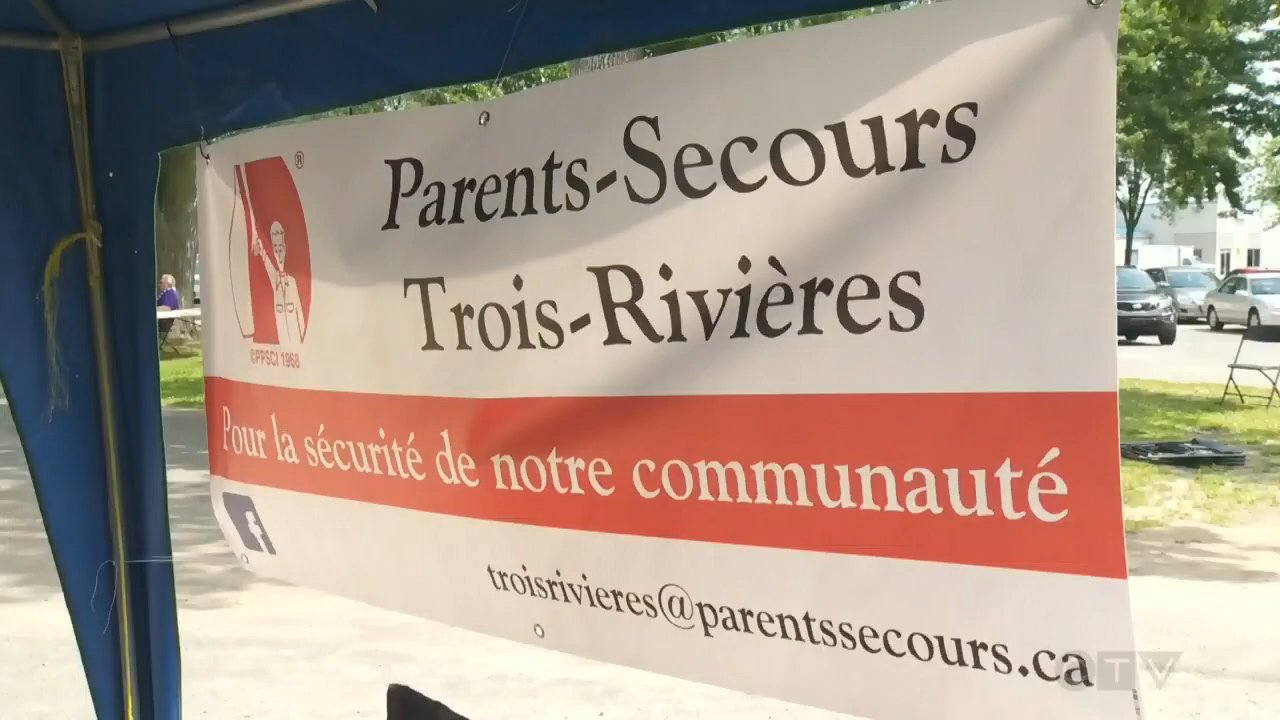 ®
Parents-Secours
Trois-Rivières
©PPSCI 1968
Pour la sécurité de notre communauté
f
troisrivieres@parentssecours.ca
CTV